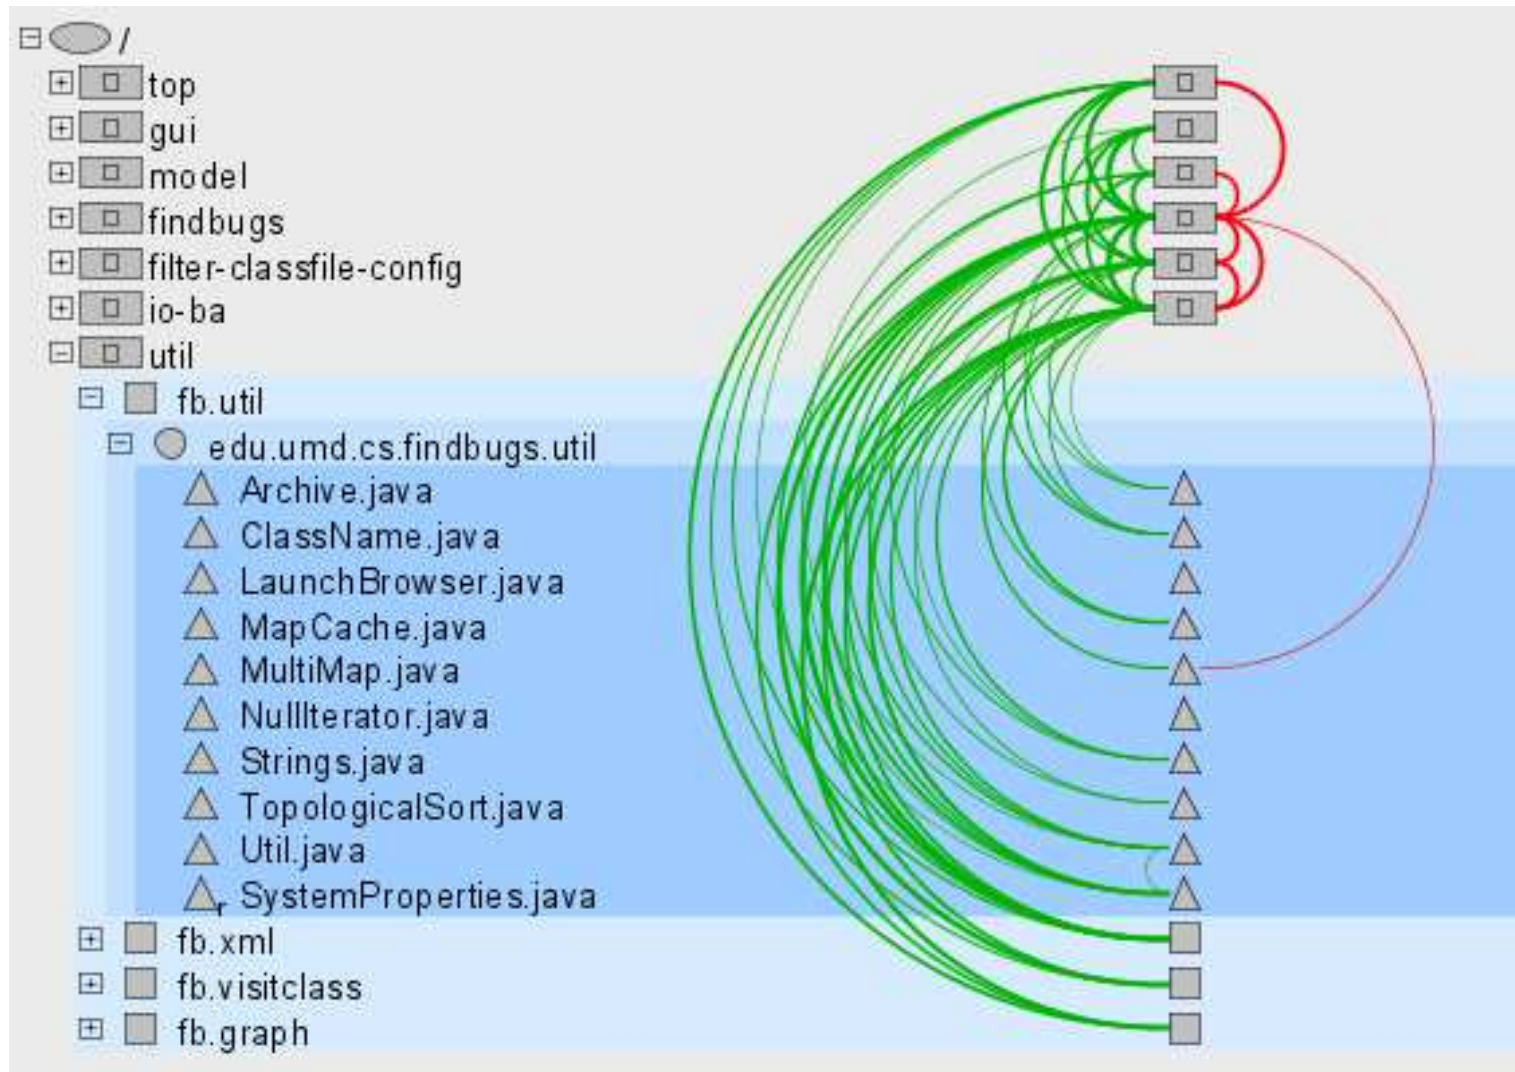 /
top
gui
model
findbugs
filter-classfile-config
io-ba
util
fb.util
edu.umd.cs.findbugs.util
Archive.java
ClassName.java
LaunchBrowser.java
MapCache.java
MultiMap.java
NullIterator.java
Strings.java
TopologicalSort.java
Util.java
r SystemProperties.java
fb.xml
fb.visitclass
fb.graph